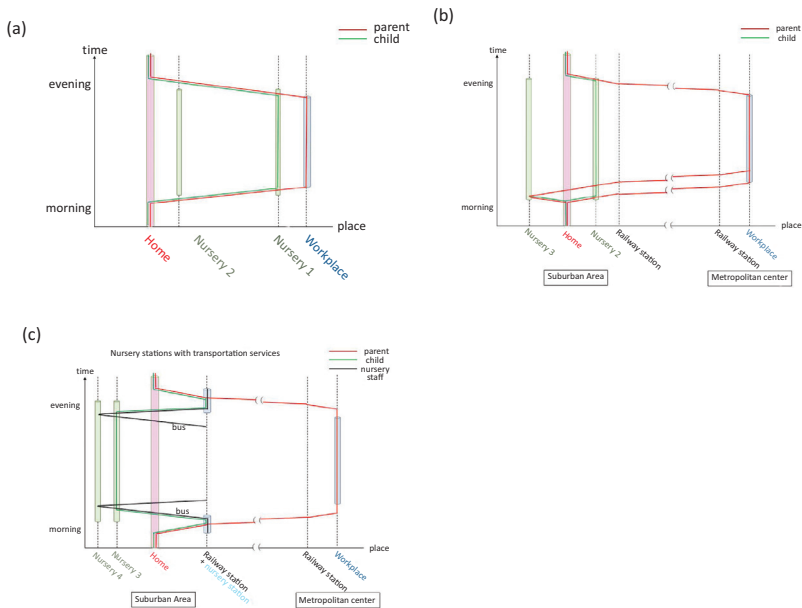 (a)
parent
child
time
evening
morning
place
Home
Nursery 2
Nursery 1
Workplace
(b)
parent
child
time
evening
morning
place
Nursery 3
Home
Nursery 2
Railway station
Railway station
Workplace
Suburban Area
Metropolitan center
(c)
Nursery stations with transportation services
parent
child
nursery
staff
time
evening
bus
bus
morning
place
Nursery 4
Nursery 3
Home
Railway station
+ nursery station
Railway station
Workplace
Suburban Area
Metropolitan center